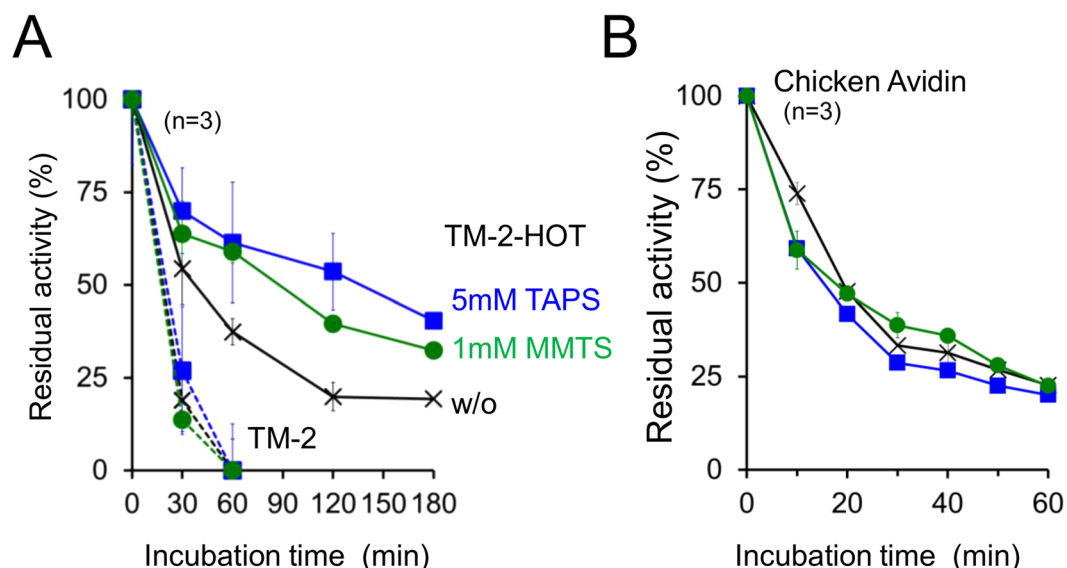 A
Residual activity (%)
100
75
50
25
0
(n=3)
TM-2-HOT
5mM TAPS
1mM MMTS
w/o
TM-2
0 30 60 90 120 150 180
Incubation time (min)
B
Residual activity (%)
100
75
50
25
0
Chicken Avidin
(n=3)
0 20 40 60
Incubation time (min)